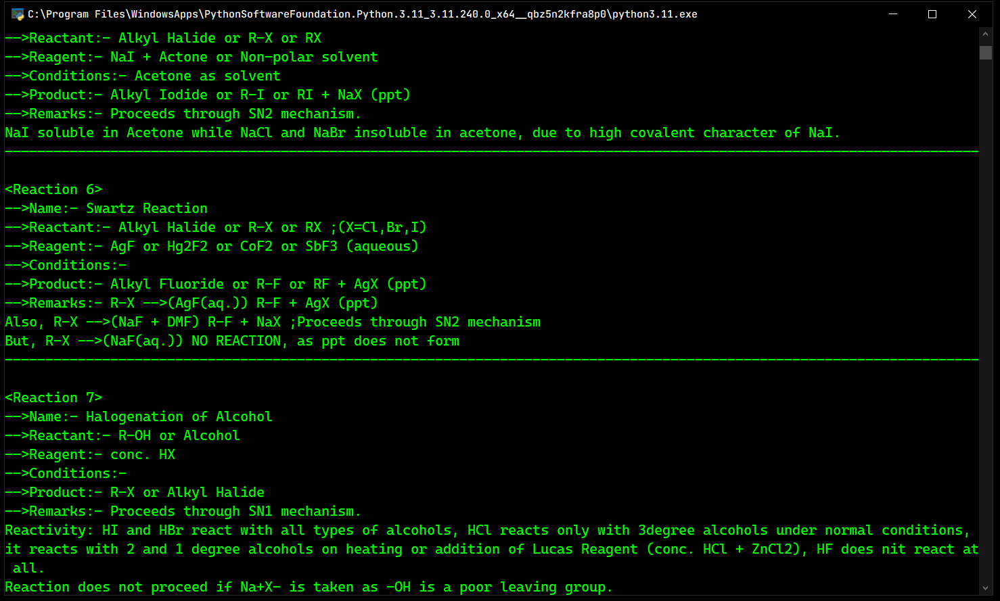 C:\Program Files\WindowsApps\PythonSoftwareFoundation.Python.3.11_3.11.240.0_x64__qbz5n2kfra8p0\python3.11.exe
-->Reactant:- Alkyl Halide or R-X or RX
-->Reagent:- NaI + Actone or Non-polar solvent
-->Conditions:- Acetone as solvent
-->Product:- Alkyl Iodide or R-I or RI + NaX (ppt)
-->Remarks:- Proceeds through SN2 mechanism.
NaI soluble in Acetone while NaCl and NaBr insoluble in acetone, due to high covalent character of NaI.
------------------------------------------------------------------------------------------------------------------------
<Reaction 6>
-->Name:- Swartz Reaction
-->Reactant:- Alkyl Halide or R-X or RX ;(X=Cl,Br,I)
-->Reagent:- AgF or Hg2F2 or CoF2 or SbF3 (aqueous)
-->Conditions:-
-->Product:- Alkyl Fluoride or R-F or RF + AgX (ppt)
-->Remarks:- R-X -->(AgF(aq.)) R-F + AgX (ppt)
Also, R-X -->(NaF + DMF) R-F + NaX ;Proceeds through SN2 mechanism
But, R-X -->(NaF(aq.)) NO REACTION, as ppt does not form
------------------------------------------------------------------------------------------------------------------------
<Reaction 7>
-->Name:- Halogenation of Alcohol
-->Reactant:- R-OH or Alcohol
-->Reagent:- conc. HX
-->Conditions:-
-->Product:- R-X or Alkyl Halide
-->Remarks:- Proceeds through SN1 mechanism.
Reactivity: HI and HBr react with all types of alcohols, HCl reacts only with 3degree alcohols under normal conditions,
it reacts with 2 and 1 degree alcohols on heating or addition of Lucas Reagent (conc. HCl + ZnCl2), HF does nit react at
 all.
Reaction does not proceed if Na+X- is taken as -OH is a poor leaving group.